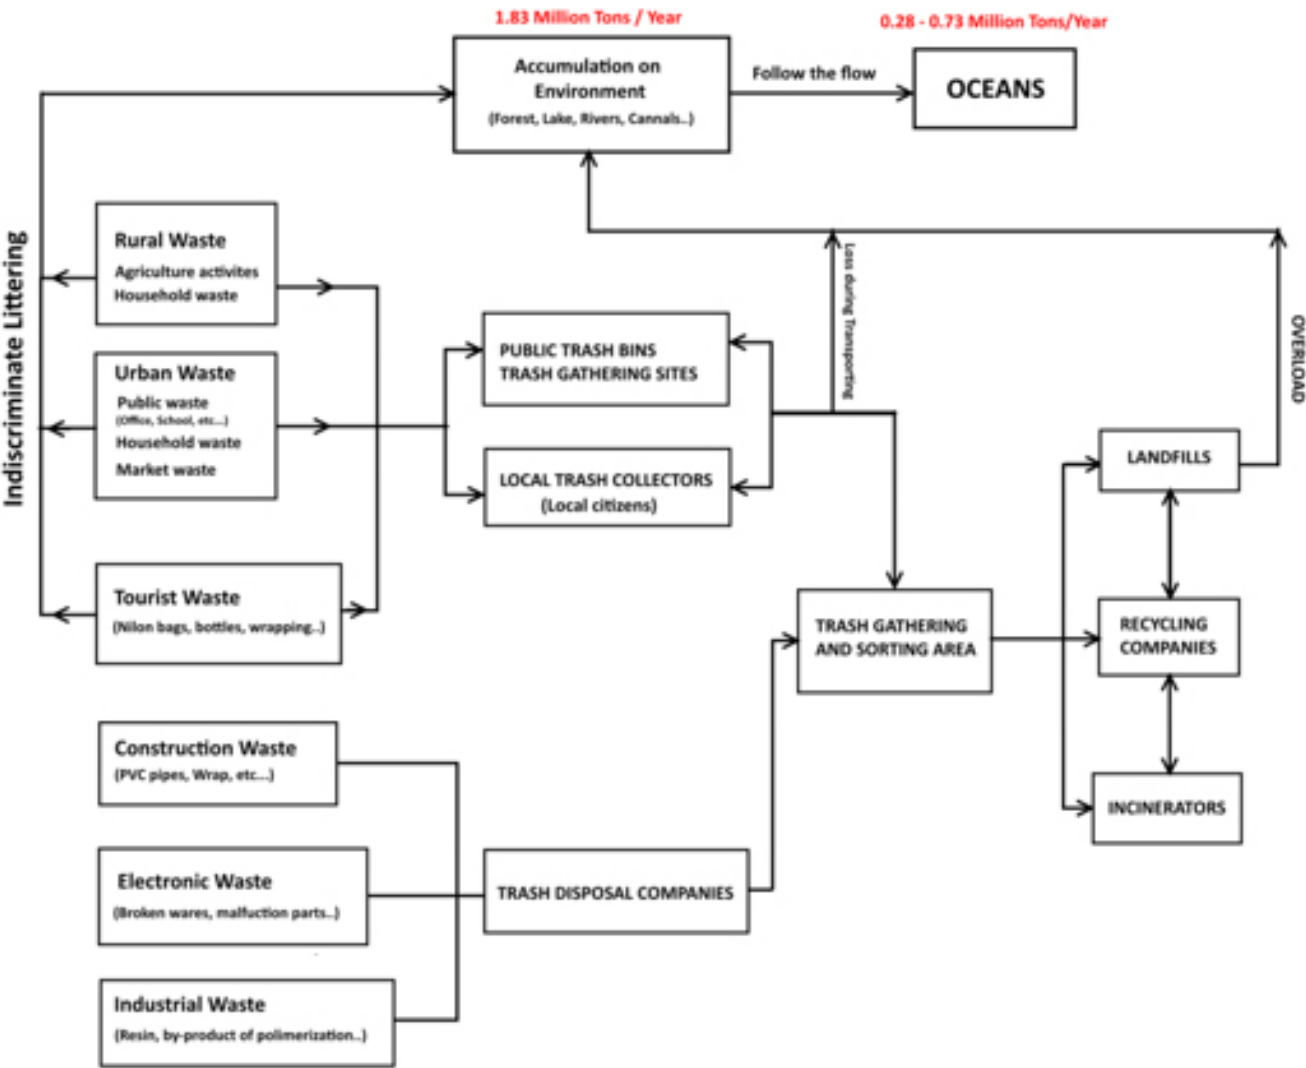 1.83 Million Tons / Year
0.28 - 0.73 Million Tons/Year
Accumulation on
Environment
(Forest, Lake, Rivers, Cannals..)
Follow the flow
OCEANS
Indiscriminate Littering
Rural Waste
Agriculture activites
Household waste
Urban Waste
Public waste
(Office, School, etc...)
Household waste
Market waste
Tourist Waste
(Nilon bags, bottles, wrapping..)
PUBLIC TRASH BINS
TRASH GATHERING SITES
LOCAL TRASH COLLECTORS
(Local citizens)
Loss during Transporting
OVERLOAD
LANDFILLS
TRASH GATHERING
AND SORTING AREA
RECYCLING
COMPANIES
INCINERATORS
Construction Waste
(PVC pipes, Wrap, etc...)
Electronic Waste
(Broken wares, malfuction parts..)
TRASH DISPOSAL COMPANIES
Industrial Waste
(Resin, by-product of polimerization..)